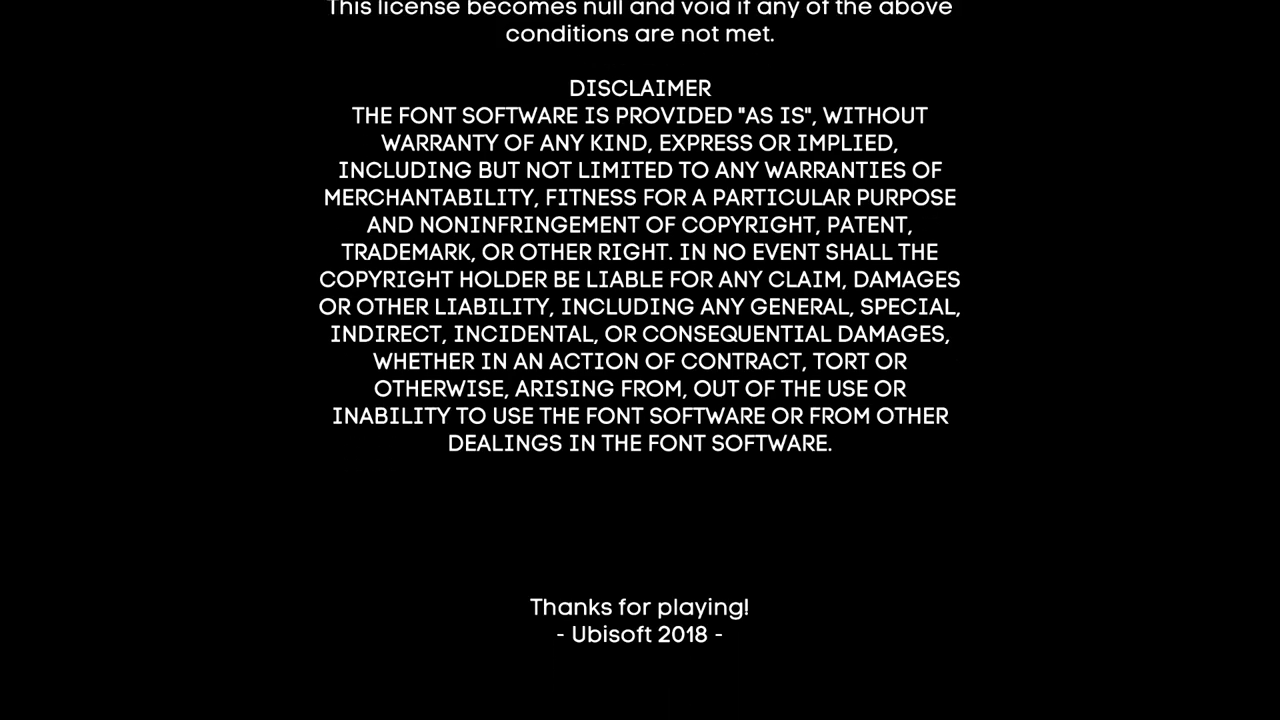 This license becomes null and void if any of the above
conditions are not met.
DISCLAIMER
THE FONT SOFTWARE IS PROVIDED "AS IS", WITHOUT
WARRANTY OF ANY KIND, EXPRESS OR IMPLIED,
INCLUDING BUT NOT LIMITED TO ANY WARRANTIES OF
MERCHANTABILITY, FITNESS FOR A PARTICULAR PURPOSE
AND NONINFRINGEMENT OF COPYRIGHT, PATENT,
TRADEMARK, OR OTHER RIGHT. IN NO EVENT SHALL THE
COPYRIGHT HOLDER BE LIABLE FOR ANY CLAIM, DAMAGES
OR OTHER LIABILITY, INCLUDING ANY GENERAL, SPECIAL,
INDIRECT, INCIDENTAL, OR CONSEQUENTIAL DAMAGES,
WHETHER IN AN ACTION OF CONTRACT, TORT OR
OTHERWISE, ARISING FROM, OUT OF THE USE OR
INABILITY TO USE THE FONT SOFTWARE OR FROM OTHER
DEALINGS IN THE FONT SOFTWARE.
Thanks for playing!
- Ubisoft 2018 -